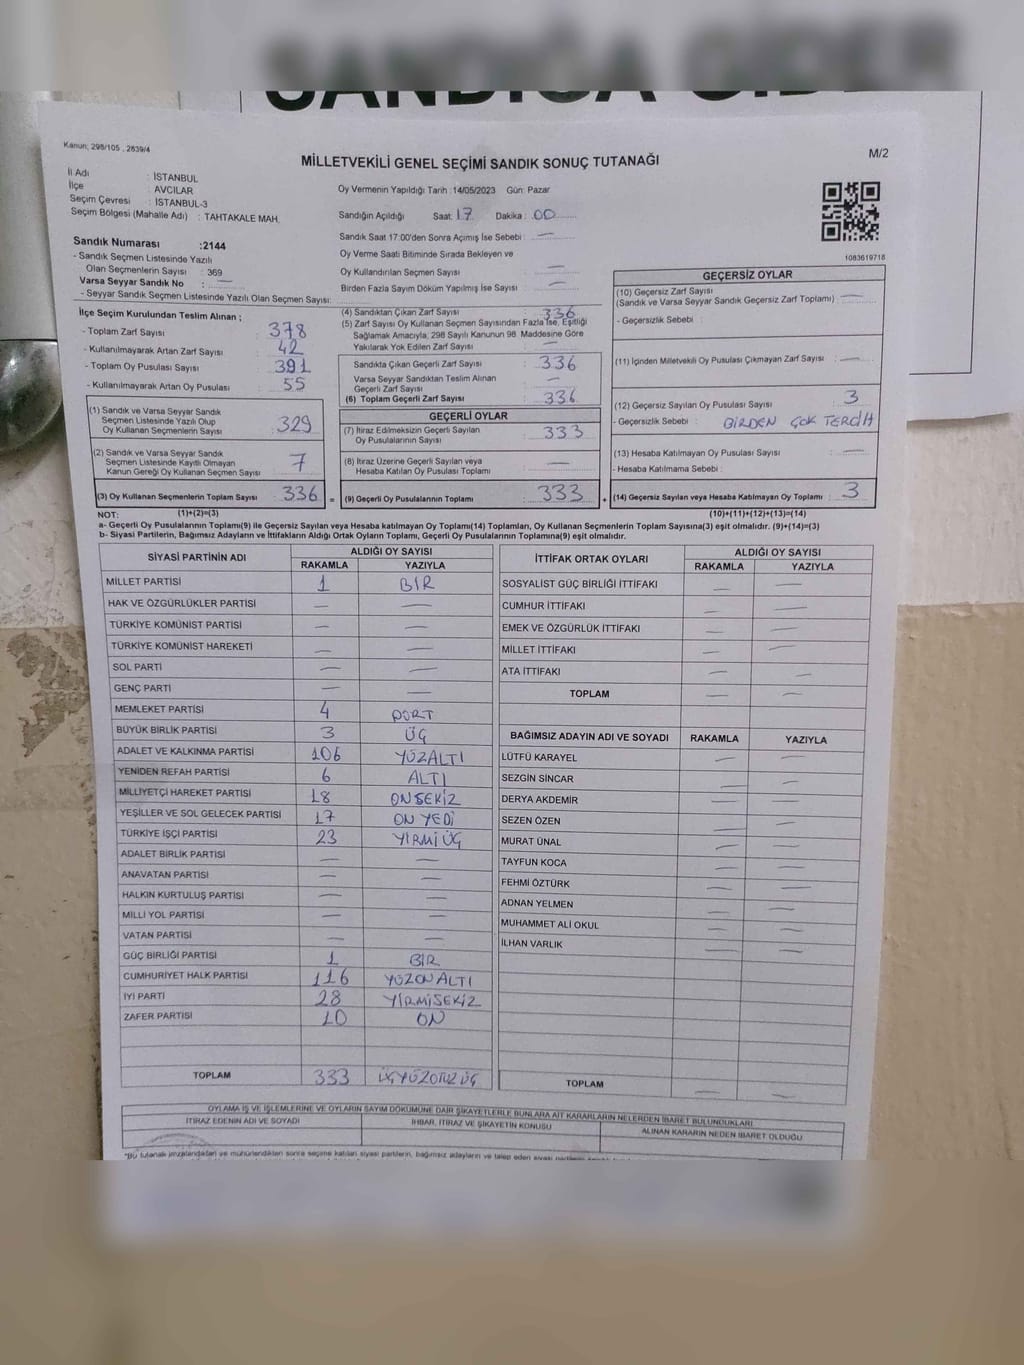 SANDIĞA GİDE
Kanun; 298/105 , 2839/4
M/2
MİLLETVEKİLİ GENEL SEÇİMİ SANDIK SONUÇ TUTANAĞI
İl Adı : İSTANBUL
İlçe : AVCILAR
Seçim Çevresi : İSTANBUL-3
Seçim Bölgesi (Mahalle Adı) : TAHTAKALE MAH.
Oy Vermenin Yapıldığı Tarih :14/05/2023 Gün: Pazar
Sandığın Açıldığı Saat: 17 Dakika : 00
Sandık Saat 17:00'den Sonra Açımış İse Sebebi : —
Oy Verme Saati Bitiminde Sırada Bekleyen ve
Oy Kullandırılan Seçmen Sayısı : —
Birden Fazla Sayım Döküm Yapılmış İse Sayısı : —
1083619718
Sandık Numarası :2144
- Sandık Seçmen Listesinde Yazılı
Olan Seçmenlerin Sayısı : 369
Varsa Seyyar Sandık No : —
- Seyyar Sandık Seçmen Listesinde Yazılı Olan Seçmen Sayısı:
İlçe Seçim Kurulundan Teslim Alınan ;
- Toplam Zarf Sayısı : 378
- Kullanılmayarak Artan Zarf Sayısı : 42
- Toplam Oy Pusulası Sayısı : 391
- Kullanılmayarak Artan Oy Pusulası : 55
(1) Sandık ve Varsa Seyyar Sandık
Seçmen Listesinde Yazılı Olup
Oy Kullanan Seçmenlerin Sayısı : 329
(2) Sandık ve Varsa Seyyar Sandık
Seçmen Listesinde Kayıtlı Olmayan
Kanun Gereği Oy Kullanan Seçmen Sayısı : 7
(3) Oy Kullanan Seçmenlerin Toplam Sayısı : 336
(4) Sandıktan Çıkan Zarf Sayısı : 336
(5) Zarf Sayısı Oy Kullanan Seçmen Sayısından Fazla İse, Eşitliği
Sağlamak Amacıyla, 298 Sayılı Kanunun 98. Maddesine Göre
Yakılarak Yok Edilen Zarf Sayısı : —
Sandıkta Çıkan Geçerli Zarf Sayısı : 336
Varsa Seyyar Sandıktan Teslim Alınan
Geçerli Zarf Sayısı : —
(6) Toplam Geçerli Zarf Sayısı : 336
GEÇERLİ OYLAR
(7) İtiraz Edilmeksizin Geçerli Sayılan
Oy Pusulalarının Sayısı : 333
(8) İtiraz Üzerine Geçerli Sayılan veya
Hesaba Katılan Oy Pusulası Toplamı : —
= (9) Geçerli Oy Pusulalarının Toplamı : 333 +
GEÇERSİZ OYLAR
(10) Geçersiz Zarf Sayısı
(Sandık ve Varsa Seyyar Sandık Geçersiz Zarf Toplamı) : —
- Geçersizlik Sebebi :
(11) İçinden Milletvekili Oy Pusulası Çıkmayan Zarf Sayısı : —
(12) Geçersiz Sayılan Oy Pusulası Sayısı : 3
- Geçersizlik Sebebi : BİRDEN ÇOK TERCİH
(13) Hesaba Katılmayan Oy Pusulası Sayısı : —
- Hesaba Katılmama Sebebi :
(14) Geçersiz Sayılan veya Hesaba Katılmayan Oy Toplamı : 3
NOT: (1)+(2)=(3) (10)+(11)+(12)+(13)=(14)
a- Geçerli Oy Pusulalarının Toplamı(9) ile Geçersiz Sayılan veya Hesaba katılmayan Oy Toplamı(14) Toplamları, Oy Kullanan Seçmenlerin Toplam Sayısına(3) eşit olmalıdır. (9)+(14)=(3)
b- Siyasi Partilerin, Bağımsız Adayların ve İttifakların Aldığı Ortak Oyların Toplamı, Geçerli Oy Pusulalarının Toplamına(9) eşit olmalıdır.
SİYASİ PARTİNİN ADI ALDIĞI OY SAYISI
RAKAMLA YAZIYLA
MİLLET PARTİSİ 1 BİR
HAK VE ÖZGÜRLÜKLER PARTİSİ — —
TÜRKİYE KOMÜNİST PARTİSİ — —
TÜRKİYE KOMÜNİST HAREKETİ — —
SOL PARTİ — —
GENÇ PARTİ — —
MEMLEKET PARTİSİ 4 DÖRT
BÜYÜK BİRLİK PARTİSİ 3 ÜÇ
ADALET VE KALKINMA PARTİSİ 106 YÜZALTI
YENİDEN REFAH PARTİSİ 6 ALTI
MİLLİYETÇİ HAREKET PARTİSİ 18 ONSEKİZ
YEŞİLLER VE SOL GELECEK PARTİSİ 17 ON YEDİ
TÜRKİYE İŞÇİ PARTİSİ 23 YİRMİ ÜÇ
ADALET BİRLİK PARTİSİ — —
ANAVATAN PARTİSİ — —
HALKIN KURTULUŞ PARTİSİ — —
MİLLİ YOL PARTİSİ — —
VATAN PARTİSİ — —
GÜÇ BİRLİĞİ PARTİSİ 1 BİR
CUMHURİYET HALK PARTİSİ 116 YÜZONALTI
İYİ PARTİ 28 YİRMİSEKİZ
ZAFER PARTİSİ 10 ON
TOPLAM 333 ÜÇYÜZOTUZÜÇ
İTTİFAK ORTAK OYLARI ALDIĞI OY SAYISI
RAKAMLA YAZIYLA
SOSYALİST GÜÇ BİRLİĞİ İTTİFAKI — —
CUMHUR İTTİFAKI — —
EMEK VE ÖZGÜRLÜK İTTİFAKI — —
MİLLET İTTİFAKI — —
ATA İTTİFAKI — —
TOPLAM — —
BAĞIMSIZ ADAYIN ADI VE SOYADI RAKAMLA YAZIYLA
LÜTFÜ KARAYEL — —
SEZGİN SİNCAR — —
DERYA AKDEMİR — —
SEZEN ÖZEN — —
MURAT ÜNAL — —
TAYFUN KOCA — —
FEHMİ ÖZTÜRK — —
ADNAN YELMEN — —
MUHAMMET ALİ OKUL — —
İLHAN VARLIK — —
TOPLAM — —
OYLAMA İŞ VE İŞLEMLERİNE VE OYLARIN SAYIM DÖKÜMÜNE DAİR ŞİKAYETLERLE BUNLARA AİT KARARLARIN NELERDEN İBARET BULUNDUKLARI
İTİRAZ EDENİN ADI VE SOYADI İHBAR, İTİRAZ VE ŞİKAYETİN KONUSU ALINAN KARARIN NEDEN İBARET OLDUĞU
*Bu tutanak imzalandıktan ve mühürlendikten sonra seçime katılan siyasi partilerin, bağımsız adayların ve talep eden siyasi